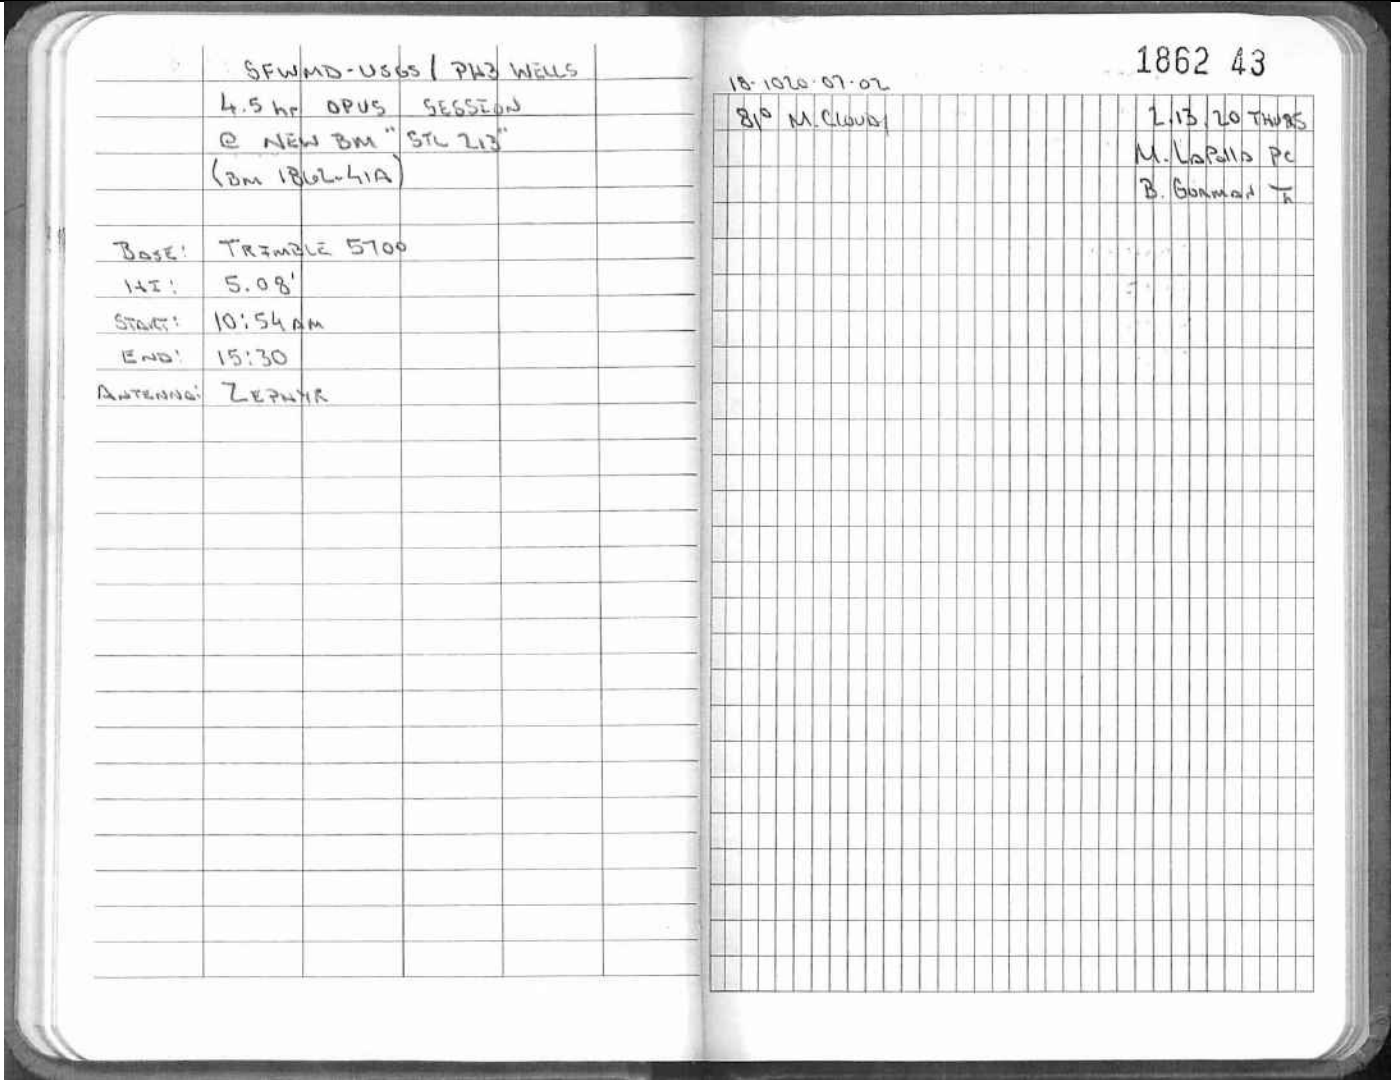 SFWMD-USGS / PH3 WELLS
4.5 hr OPUS SESSION
@ NEW BM "STL 213"
(BM 1862-41A)
BASE: TRIMBLE 5700
HI: 5.08'
START: 10:54 AM
END: 15:30
ANTENNA: ZEPHYR
1862 43
18-1020-07-02
81° M. CLOUDY 2.13.20 THURS
M. LaPolla PC
B. GORMAN